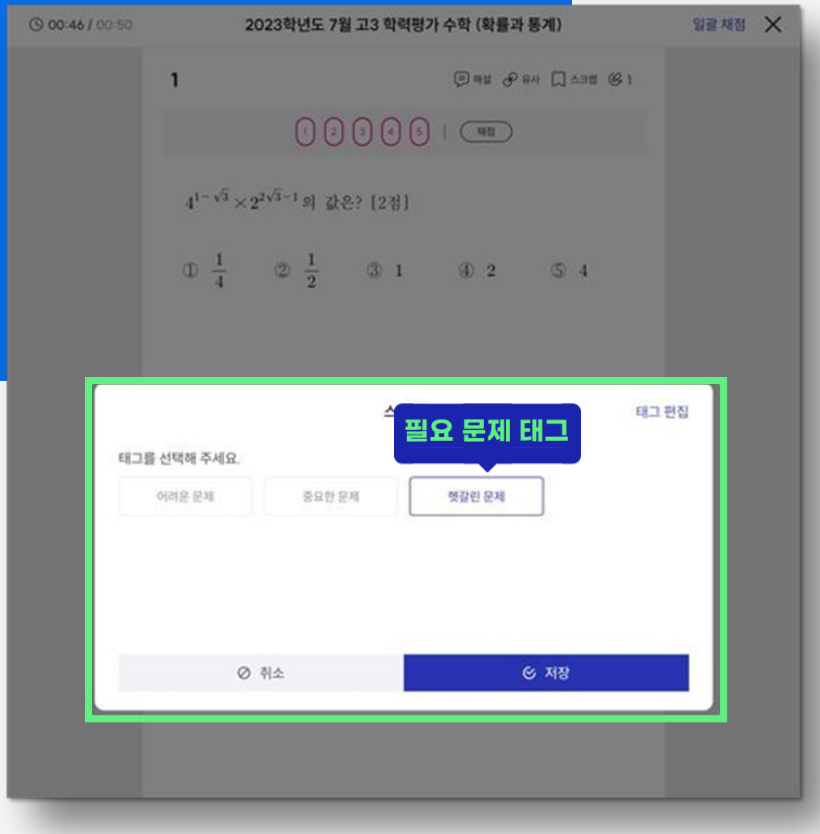 00:46 / 00:50 2023학년도 7월 고3 학력평가 수학 (확률과 통계) 일괄 채점
1 해설 유사 스크랩 1
1 2 3 4 5 | 채점
4^{1-√3}×2^{2√3-1}의 값은? [2점]
① 1/4 ② 1/2 ③ 1 ④ 2 ⑤ 4
태그 편집
필요 문제 태그
태그를 선택해 주세요.
어려운 문제 중요한 문제 헷갈린 문제
취소 저장